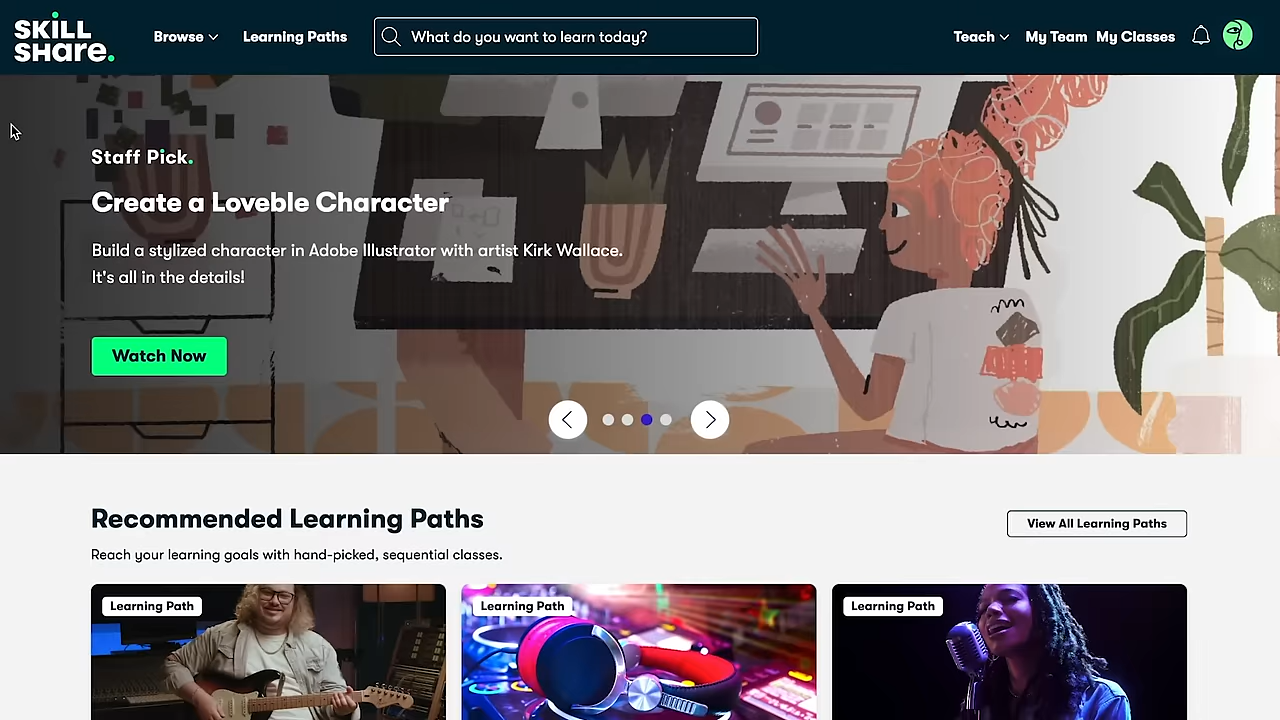 SKiLL
SHare.
Browse
Learning Paths
What do you want to learn today?
Teach
My Team
My Classes
Staff Pick.
Create a Loveble Character
Build a stylized character in Adobe Illustrator with artist Kirk Wallace.
It's all in the details!
Watch Now
Recommended Learning Paths
View All Learning Paths
Reach your learning goals with hand-picked, sequential classes.
Learning Path
Learning Path
Learning Path